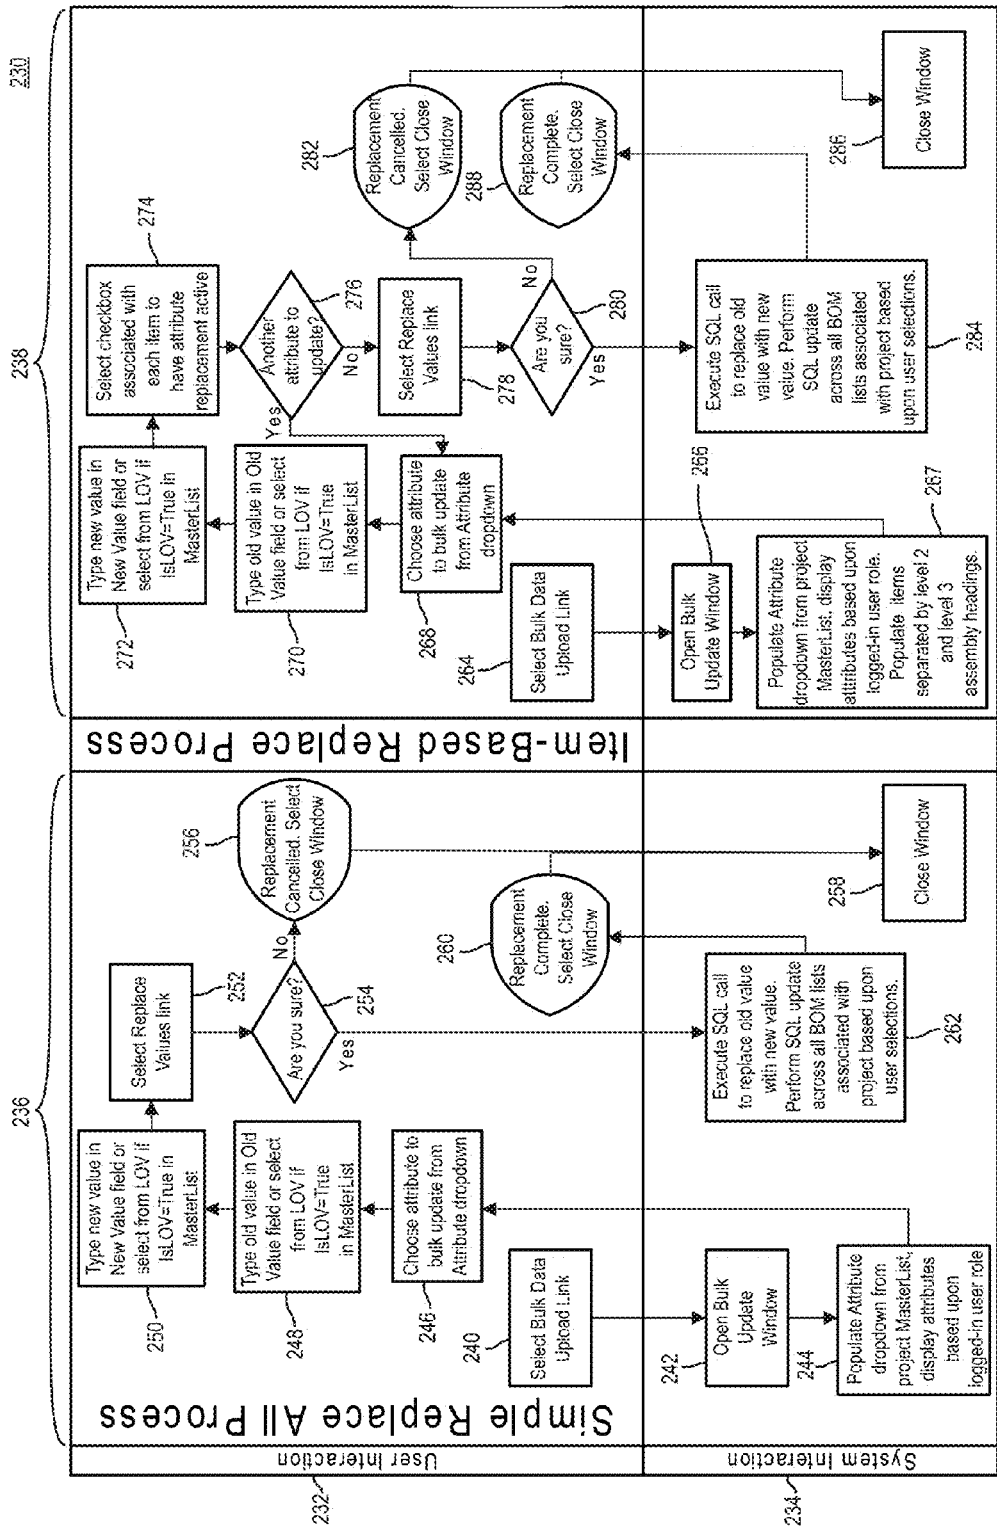 230
236
238
232
User Interaction
234
System Interaction
Simple Replace All Process
250
Type new value in
New Value field or
select from LOV if
IsLOV=True in
MasterList
248
Type old value in Old
Value field or select
from LOV if
IsLOV=True
in MasterList
246
Choose attribute to
bulk update from
Attribute dropdown
240
Select Bulk Data
Upload Link
242
Open Bulk
Update
Window
244
Populate Attribute
dropdown from
project MasterList,
display attributes
based upon
logged-in user role
252
Select Replace
Values link
254
Are you sure?
No
Yes
256
Replacement
Cancelled. Select
Close Window
260
Replacement
Complete.
Select Close
Window
262
Execute SQL call
to replace old value
with new value.
Perform SQL update
across all BOM lists
associated with
project based upon
user selections.
258
Close Window
Item-Based Replace Process
272
Type new value in
New Value field or
select from LOV if
IsLOV=True in
MasterList
270
Type old value in Old
Value field or select
from LOV if
IsLOV=True
in MasterList
268
Choose attribute
to bulk update
from Attribute
dropdown
264
Select Bulk Data
Upload Link
266
Open Bulk
Update Window
267
Populate Attribute
dropdown from project
MasterList, display
attributes based upon
logged-in user role.
Populate items
separated by level 2
and level 3
assembly headings.
274
Select checkbox
associated with
each item to
have attribute
replacement active
276
Another
attribute to
update?
Yes
No
278
Select Replace
Values link
280
Are you
sure?
No
Yes
282
Replacement
Cancelled.
Select Close
Window
288
Replacement
Complete.
Select Close
Window
284
Execute SQL call
to replace old
value with new
value. Perform
SQL update
across all BOM
lists associated
with project based
upon user selections.
286
Close Window